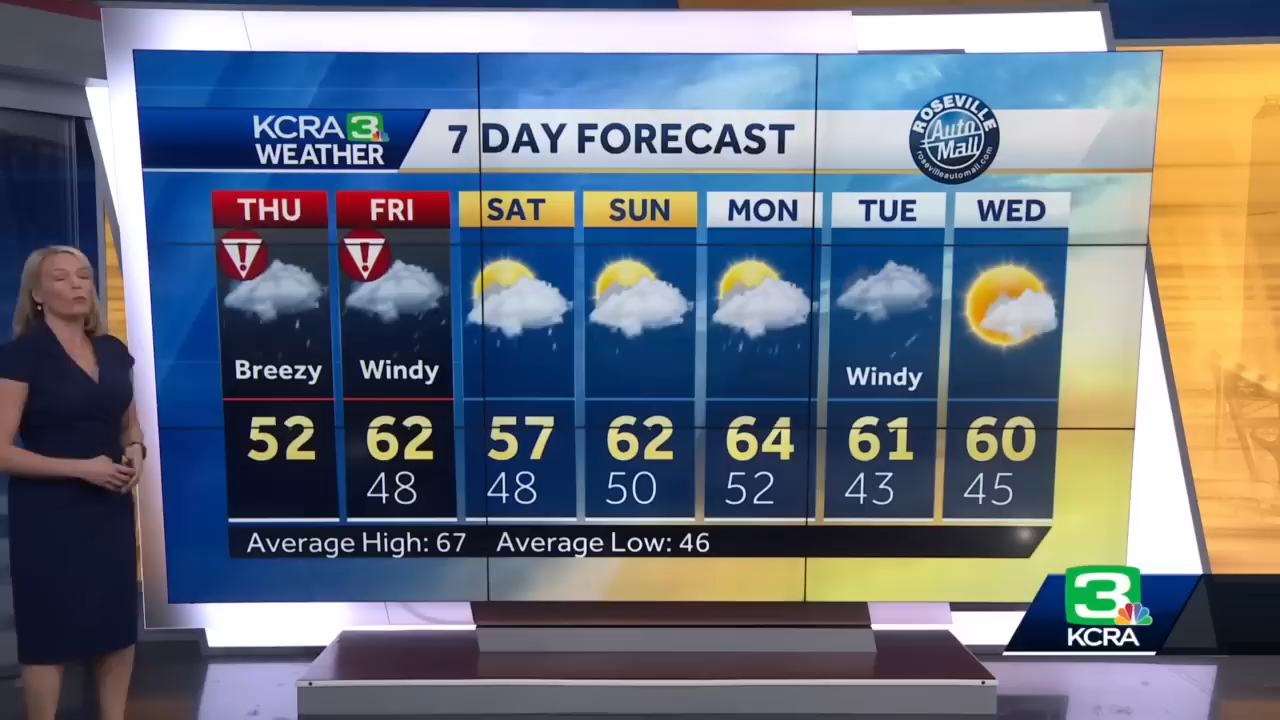 KCRA 3
WEATHER
7 DAY FORECAST
ROSEVILLE
Auto
Mall
rosevilleautomall.com
THU FRI SAT SUN MON TUE WED
! !
Breezy Windy Windy
52 62 57 62 64 61 60
48 48 50 52 43 45
Average High: 67 Average Low: 46
3
KCRA